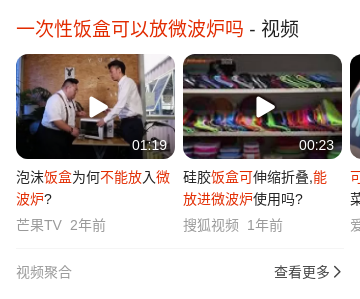 一次性饭盒可以放微波炉吗 - 视频
01:19
00:23
泡沫饭盒为何不能放入微
波炉?
芒果TV 2年前
硅胶饭盒可伸缩折叠,能
放进微波炉使用吗?
搜狐视频 1年前
视频聚合
查看更多